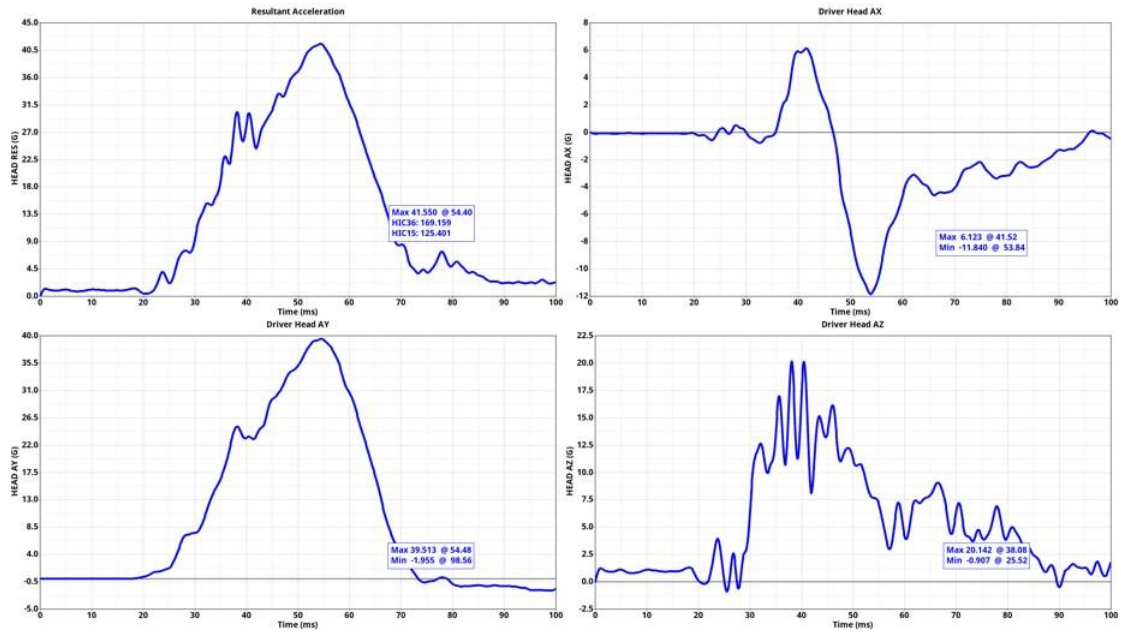 Resultant Acceleration
HEAD RES (G)
45.0
40.5
36.0
31.5
27.0
22.5
18.0
13.5
9.0
4.5
0.0
Max 41.550 @ 54.40
HIC36: 169.159
HIC15: 125.401
0 10 20 30 40 50 60 70 80 90 100
Time (ms)
Driver Head AX
HEAD AX (G)
8
6
4
2
0
-2
-4
-6
-8
-10
-12
Max 6.123 @ 41.52
Min -11.840 @ 53.84
0 10 20 30 40 50 60 70 80 90 100
Time (ms)
Driver Head AY
HEAD AY (G)
40.0
35.5
31.0
26.5
22.0
17.5
13.0
8.5
4.0
-0.5
-5.0
Max 39.513 @ 54.48
Min -1.955 @ 98.56
0 10 20 30 40 50 60 70 80 90 100
Time (ms)
Driver Head AZ
HEAD AZ (G)
22.5
20.0
17.5
15.0
12.5
10.0
7.5
5.0
2.5
0.0
-2.5
Max 20.142 @ 38.08
Min -0.907 @ 25.52
0 10 20 30 40 50 60 70 80 90 100
Time (ms)